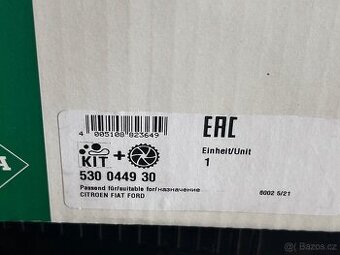 4 005108 823649
EAC
KIT +
Einheit/Unit
1
530 0449 30
Passend für/suitable for/назначение
CITROEN FIAT FORD
6002 5/21
A
Bazos.cz